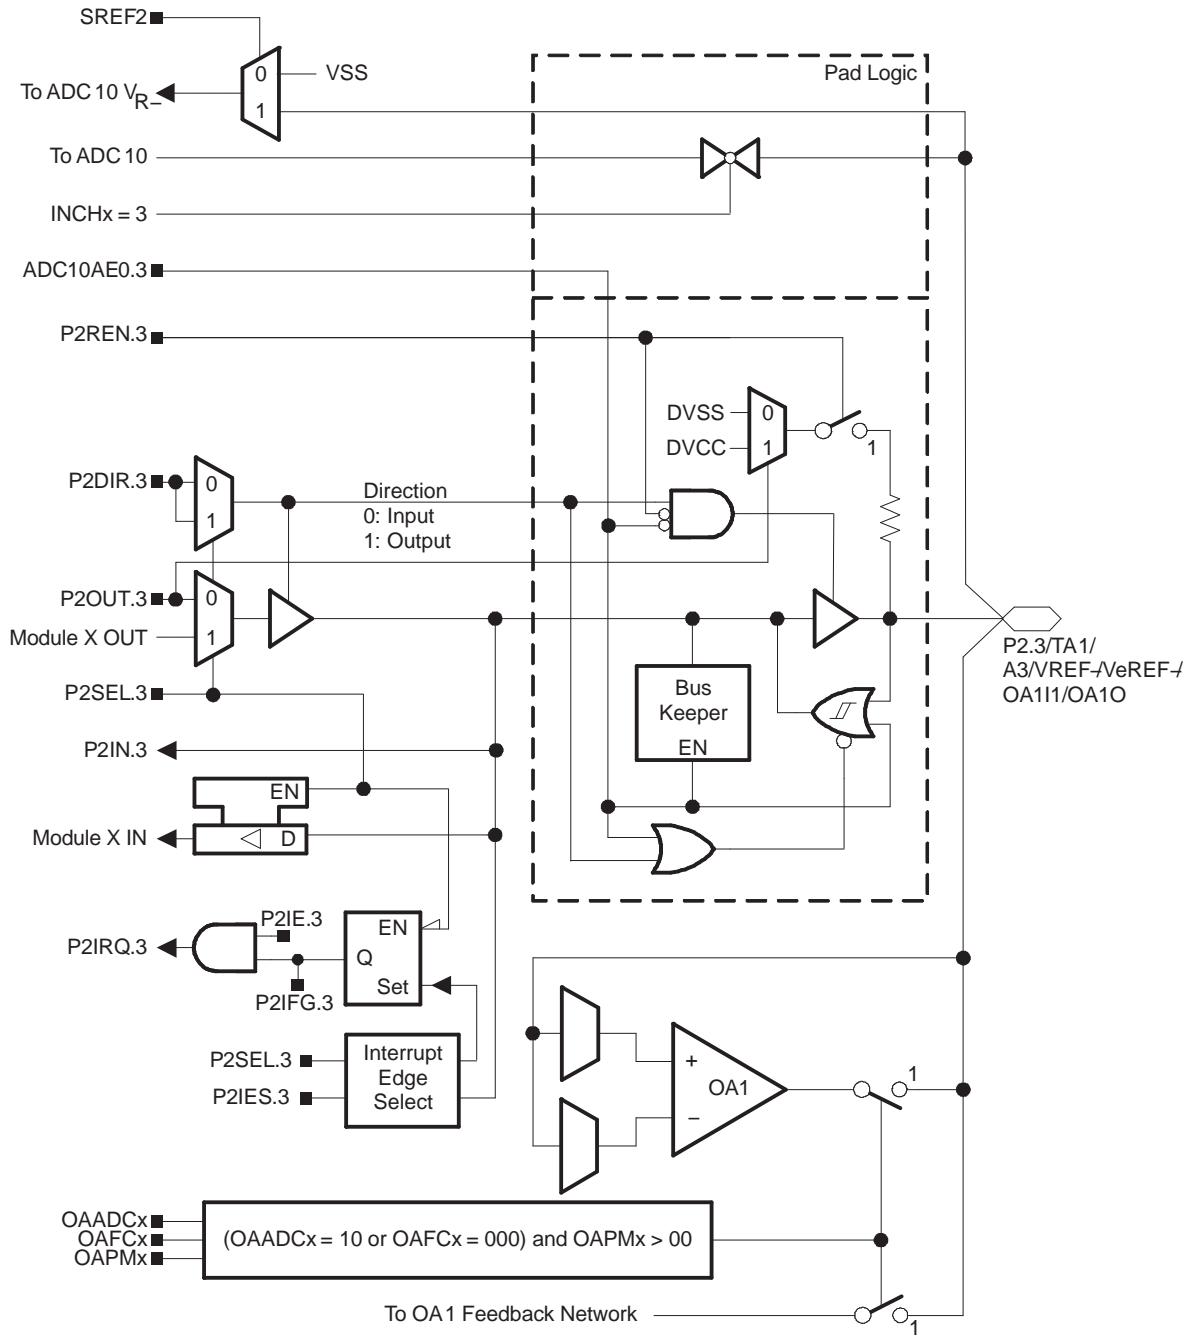 SREF2
0
VSS
To ADC 10 VR–
1
Pad Logic
To ADC 10
INCHx = 3
ADC10AE0.3
P2REN.3
DVSS
0
DVCC
1
1
P2DIR.3
0
1
Direction
0: Input
1: Output
P2OUT.3
0
Module X OUT
1
P2.3/TA1/
A3/VREF–/VeREF–/
OA1I1/OA1O
Bus
Keeper
EN
P2SEL.3
P2IN.3
EN
Module X IN
D
P2IE.3
P2IRQ.3
EN
Q
Set
P2IFG.3
P2SEL.3
P2IES.3
Interrupt
Edge
Select
+
OA1
–
1
OAADCx
OAFCx
OAPMx
(OAADCx = 10 or OAFCx = 000) and OAPMx > 00
To OA1 Feedback Network
1